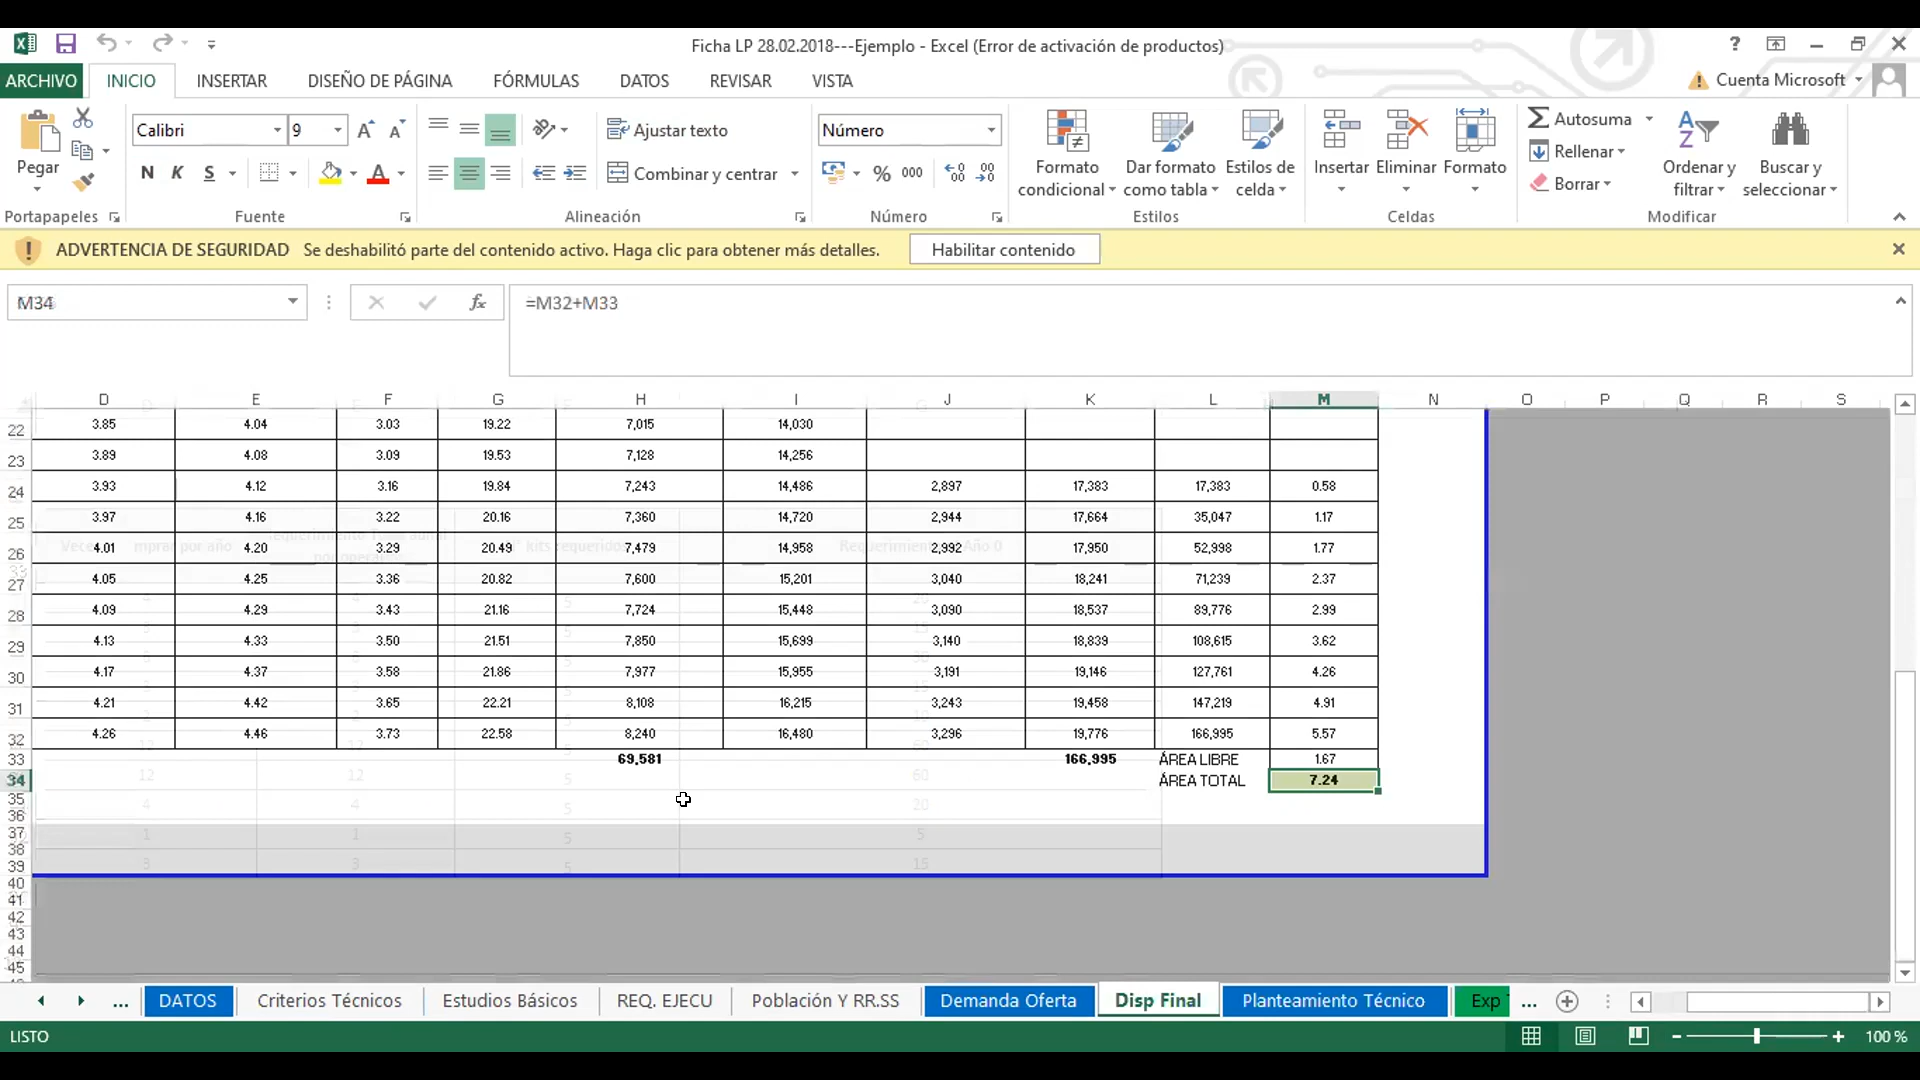 Ficha LP 28.02.2018---Ejemplo - Excel (Error de activación de productos)
?
ARCHIVO INICIO INSERTAR DISEÑO DE PÁGINA FÓRMULAS DATOS REVISAR VISTA Cuenta Microsoft
Pegar
Portapapeles
Calibri 9
N K S
Fuente
Ajustar texto
Combinar y centrar
Alineación
Número
% 000
Número
Formato condicional
Dar formato como tabla
Estilos de celda
Estilos
Insertar Eliminar Formato
Celdas
Autosuma
Rellenar
Borrar
Ordenar y filtrar
Buscar y seleccionar
Modificar
ADVERTENCIA DE SEGURIDAD Se deshabilitó parte del contenido activo. Haga clic para obtener más detalles. Habilitar contenido
M34 fx =M32+M33
D E F G H I J K L M N O P Q R S
22 3.85 4.04 3.03 19.22 7,015 14,030
23 3.89 4.08 3.09 19.53 7,128 14,256
24 3.93 4.12 3.16 19.84 7,243 14,486 2,897 17,383 17,383 0.58
25 3.97 4.16 3.22 20.16 7,360 14,720 2,944 17,664 35,047 1.17
26 4.01 4.20 3.29 20.49 7,479 14,958 2,992 17,950 52,998 1.77
27 4.05 4.25 3.36 20.82 7,600 15,201 3,040 18,241 71,239 2.37
28 4.09 4.29 3.43 21.16 7,724 15,448 3,090 18,537 89,776 2.99
29 4.13 4.33 3.50 21.51 7,850 15,699 3,140 18,839 108,615 3.62
30 4.17 4.37 3.58 21.86 7,977 15,955 3,191 19,146 127,761 4.26
31 4.21 4.42 3.65 22.21 8,108 16,215 3,243 19,458 147,219 4.91
32 4.26 4.46 3.73 22.58 8,240 16,480 3,296 19,776 166,995 5.57
33 69,581 166,995 ÁREA LIBRE 1.67
34 ÁREA TOTAL 7.24
35
36
37
38
39
40
41
42
43
44
45
... DATOS Criterios Técnicos Estudios Básicos REQ. EJECU Población Y RR.SS Demanda Oferta Disp Final Planteamiento Técnico Exp ...
LISTO 100 %